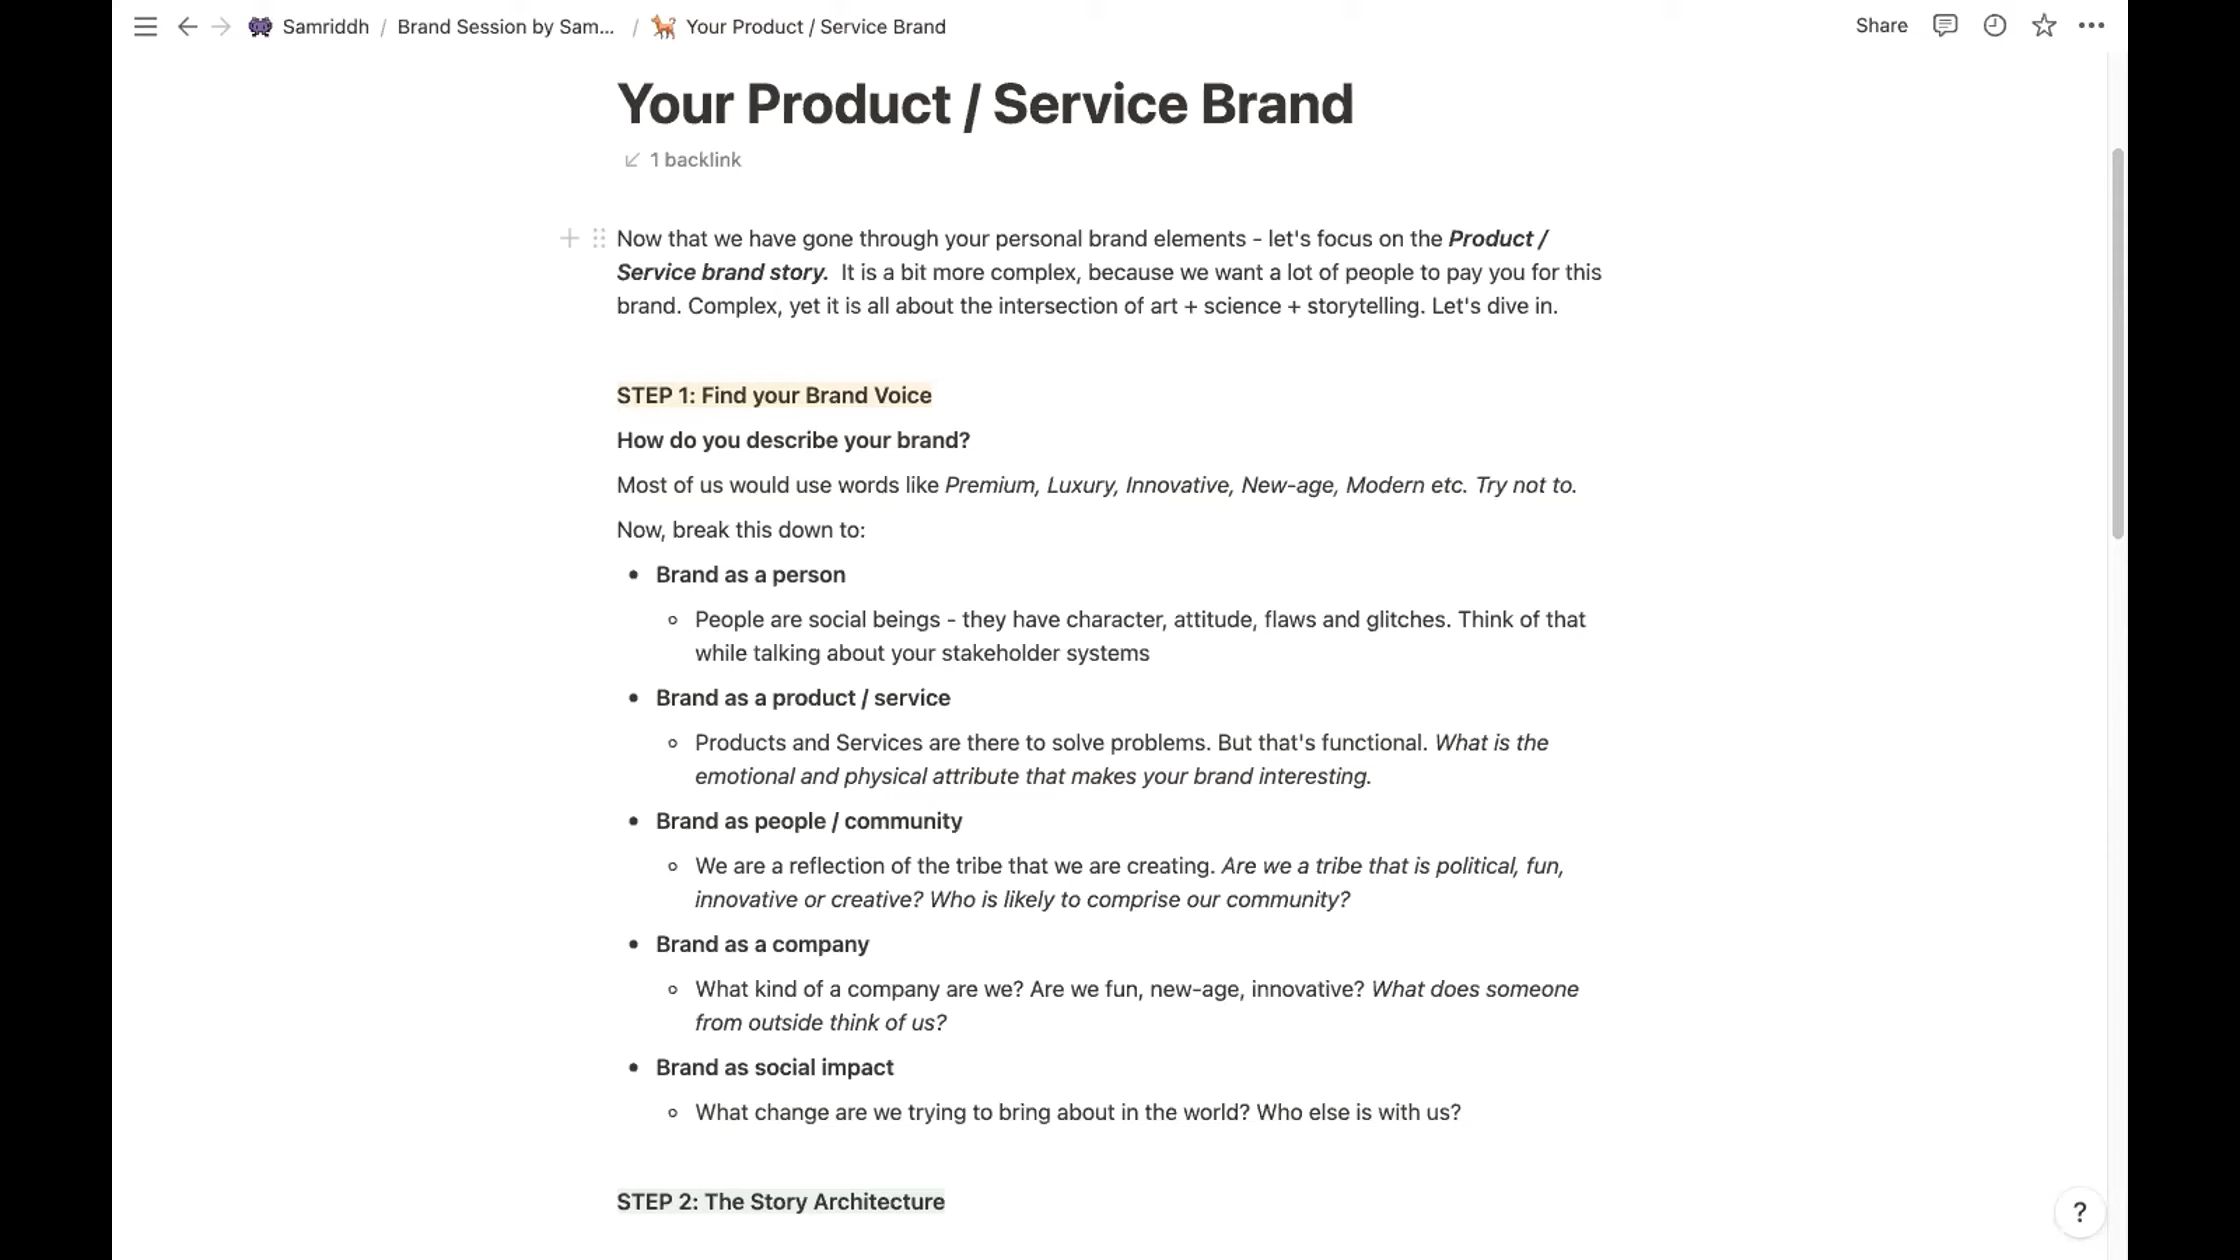 Samriddh / Brand Session by Sam... / Your Product / Service Brand
Share
Your Product / Service Brand
1 backlink
Now that we have gone through your personal brand elements - let's focus on the Product /
Service brand story. It is a bit more complex, because we want a lot of people to pay you for this
brand. Complex, yet it is all about the intersection of art + science + storytelling. Let's dive in.
STEP 1: Find your Brand Voice
How do you describe your brand?
Most of us would use words like Premium, Luxury, Innovative, New-age, Modern etc. Try not to.
Now, break this down to:
• Brand as a person
◦ People are social beings - they have character, attitude, flaws and glitches. Think of that
while talking about your stakeholder systems
• Brand as a product / service
◦ Products and Services are there to solve problems. But that's functional. What is the
emotional and physical attribute that makes your brand interesting.
• Brand as people / community
◦ We are a reflection of the tribe that we are creating. Are we a tribe that is political, fun,
innovative or creative? Who is likely to comprise our community?
• Brand as a company
◦ What kind of a company are we? Are we fun, new-age, innovative? What does someone
from outside think of us?
• Brand as social impact
◦ What change are we trying to bring about in the world? Who else is with us?
STEP 2: The Story Architecture
?